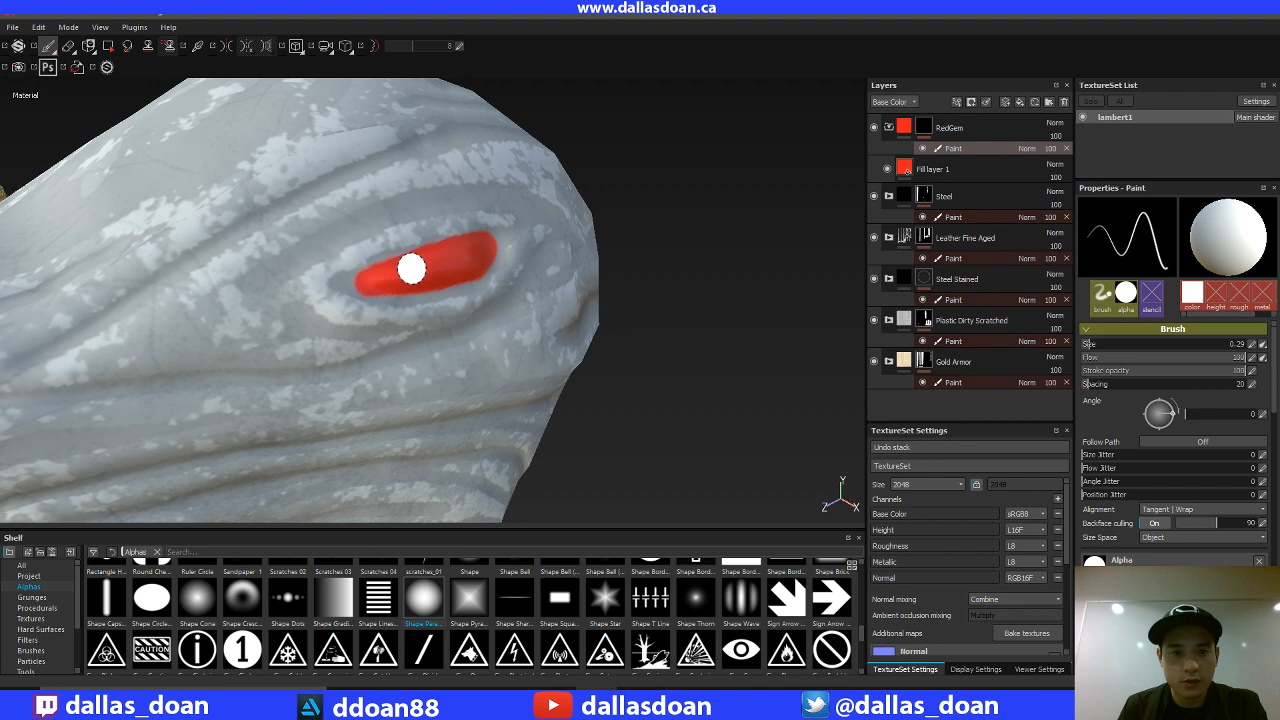 www.dallasdoan.ca
File Edit Mode View Plugins Help
8
Ps
Material
Layers
Base Color
RedGem Norm 100
Paint Norm 100
Fill layer 1 Norm 100
Steel Norm 100
Paint Norm 100
Leather Fine Aged Norm 100
Paint Norm 100
Steel Stained Norm 100
Paint Norm 100
Plastic Dirty Scratched Norm 100
Paint Norm 100
Gold Armor Norm 100
Paint Norm 100
TextureSet Settings
Undo stack
TextureSet
Size 2048 2048
Channels
Base Color sRGB8
Height L16F
Roughness L8
Metallic L8
Normal RGB16F
Normal mixing Combine
Ambient occlusion mixing Multiply
Additional maps Bake textures
Normal
TextureSet Settings Display Settings Viewer Settings
TextureSet List
Solo All Settings
lambert1 Main shader
Properties - Paint
brush alpha stencil color height rough metal
Brush
Size 0.29
Flow 100
Stroke opacity 100
Spacing 20
Angle 0
Follow Path Off
Size Jitter 0
Flow Jitter 0
Angle Jitter 0
Position Jitter 0
Alignment Tangent | Wrap
Backface culling On 90
Size Space Object
Alpha
Y
Z X
Shelf
Alphas Search...
All
Project
Alphas
Grunges
Procedurals
Textures
Hard Surfaces
Filters
Brushes
Particles
Tools
Rectangle H... Round Che... Ruler Circle Sandpaper_1 Scratches 02 Scratches 03 Scratches 04 scratches_01 Shape Shape Bell Shape Bell (... Shape Bell (... Shape Bord... Shape Bord... Shape Bord... Shape Bord... Shape Brick
Shape Caps... Shape Circle... Shape Cone Shape Cresc... Shape Dots Shape Gradi... Shape Lines... Shape Para... Shape Pyra... Shape Shar... Shape Squa... Shape Star Shape T Line Shape Thorn Shape Wave Sign Arrow ... Sign Arrow ...
CAUTION
i
1
dallas_doan ddoan88 dallasdoan @dallas_doan